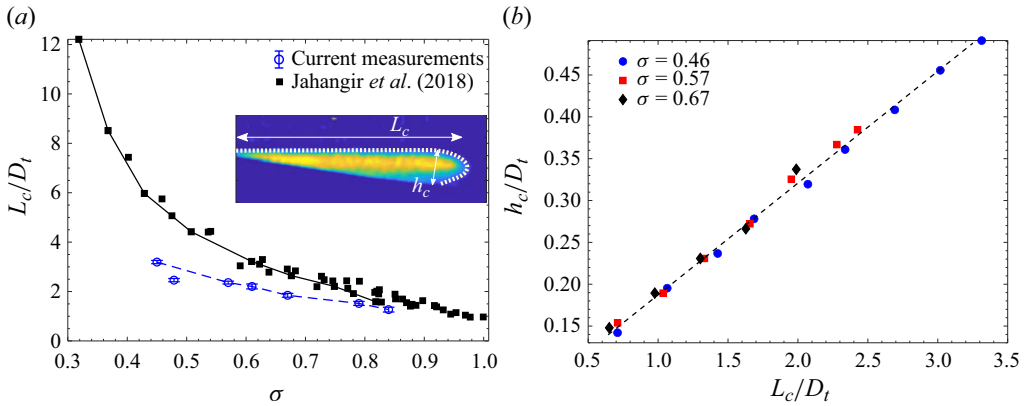 (a)
12
10
8
6
4
2
0
L_c/D_t
Current measurements
Jahangir et al. (2018)
L_c
h_c
0.3 0.4 0.5 0.6 0.7 0.8 0.9 1.0
σ
(b)
0.45
0.40
0.35
0.30
0.25
0.20
0.15
h_c/D_t
σ = 0.46
σ = 0.57
σ = 0.67
0.5 1.0 1.5 2.0 2.5 3.0 3.5
L_c/D_t